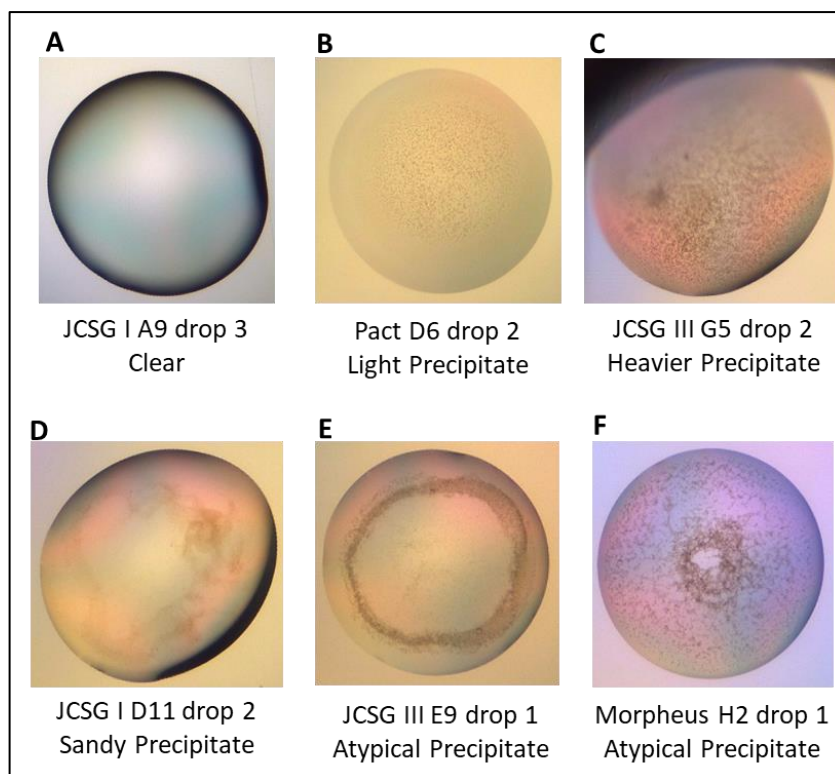 A
B
C
JCSG I A9 drop 3
Clear
Pact D6 drop 2
Light Precipitate
JCSG III G5 drop 2
Heavier Precipitate
D
E
F
JCSG I D11 drop 2
Sandy Precipitate
JCSG III E9 drop 1
Atypical Precipitate
Morpheus H2 drop 1
Atypical Precipitate